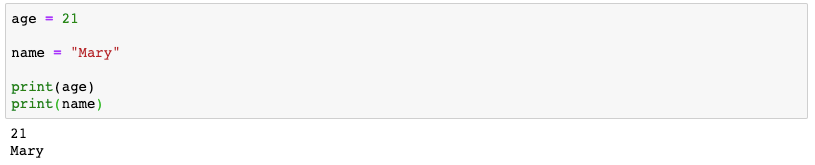 age = 21
name = "Mary"
print(age)
print(name)
21
Mary